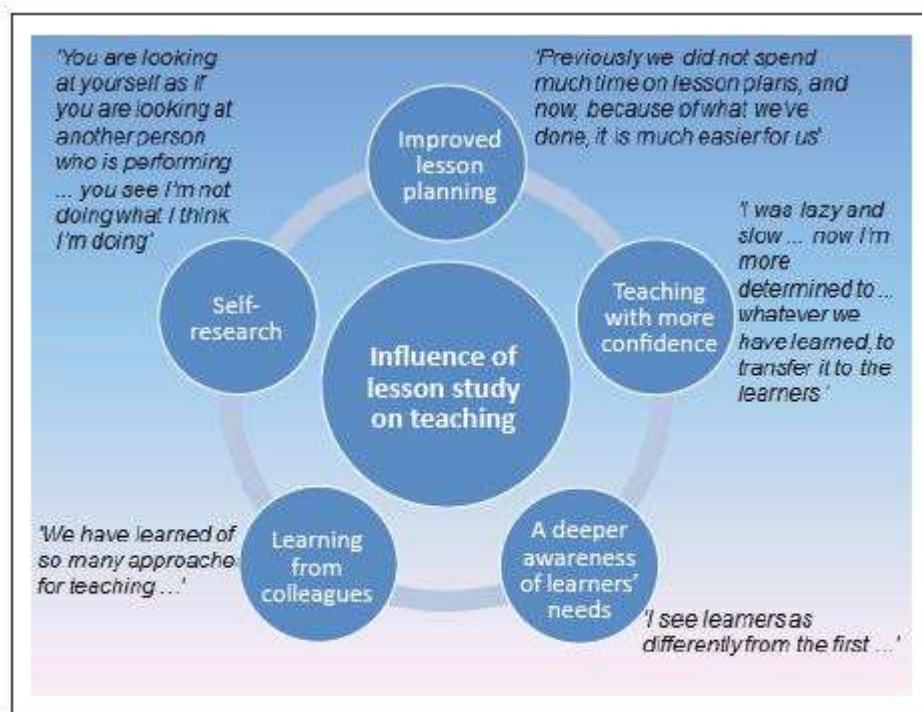 'You are looking
at yourself as if
you are looking at
another person
who is performing
... you see I'm not
doing what I think
I'm doing'
'Previously we did not spend
much time on lesson plans, and
now, because of what we've
done, it is much easier for us'
Improved
lesson
planning
'I was lazy and
slow ... now I'm
more
determined to ...
whatever we
have learned, to
transfer it to the
learners '
Teaching
with more
confidence
Self-
research
Influence of
lesson study
on teaching
'We have learned of
so many approache
for teaching ...'
Learning
from
colleagues
A deeper
awareness
of learners'
needs
'I see learners as
differently from the first ...'